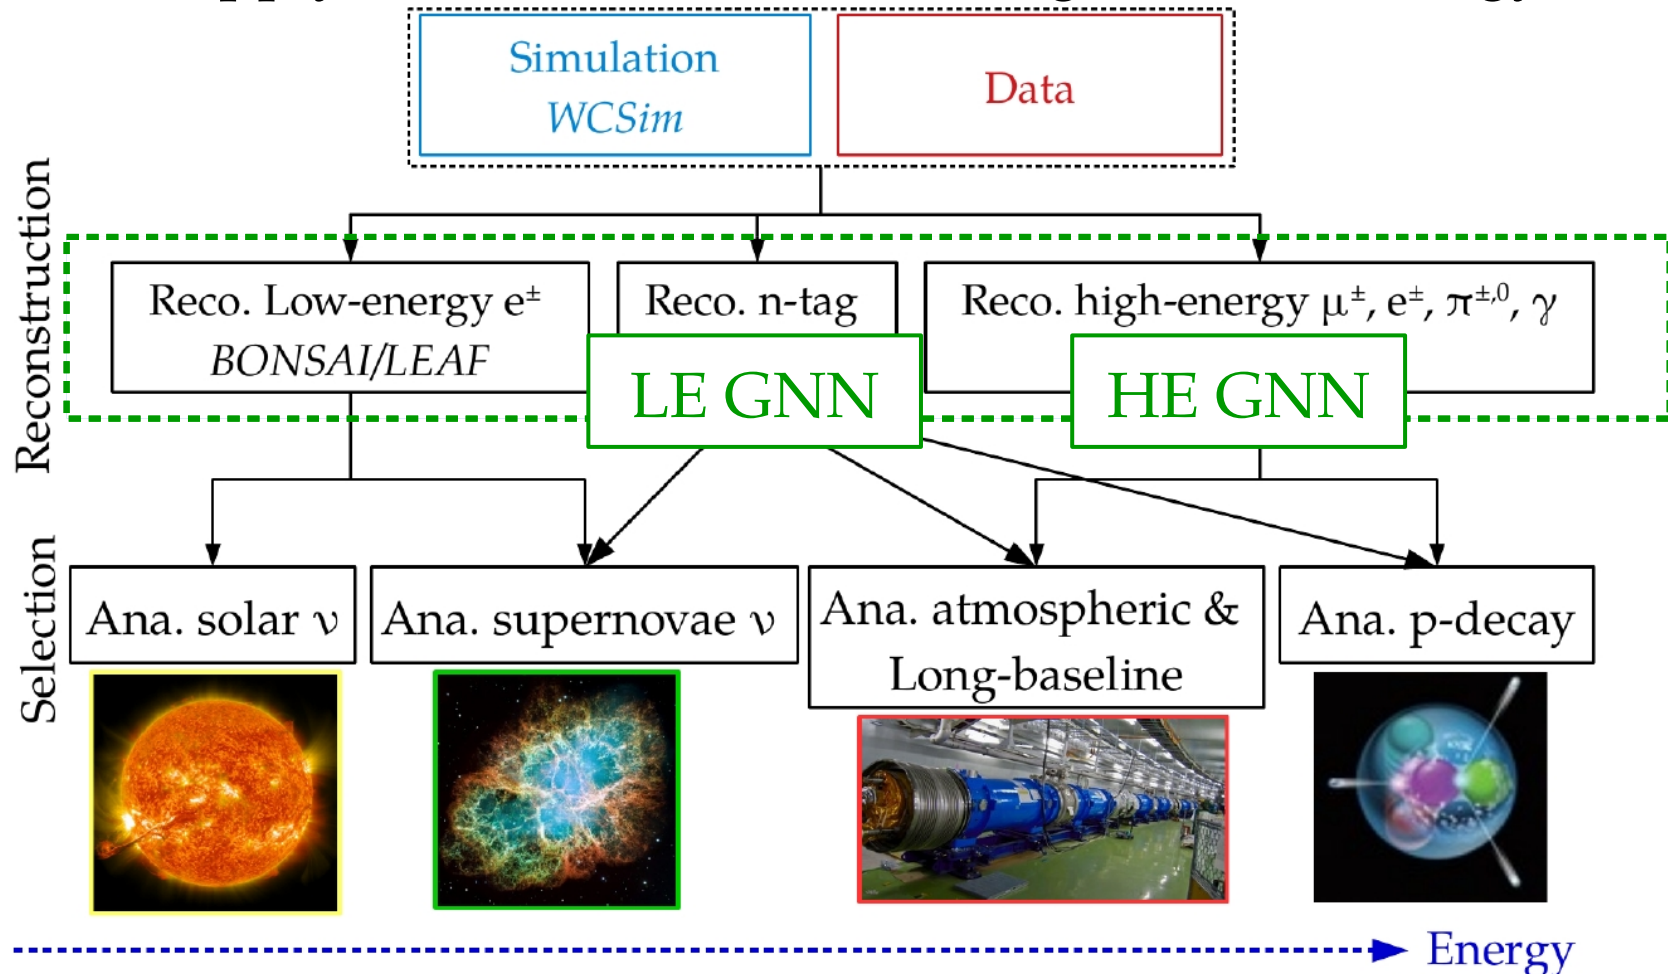 Simulation
WCSim
Data
Reconstruction
Reco. Low-energy e±
BONSAI/LEAF
Reco. n-tag
Reco. high-energy μ±, e±, π±,0, γ
LE GNN
HE GNN
Selection
Ana. solar ν
Ana. supernovae ν
Ana. atmospheric &
Long-baseline
Ana. p-decay
Energy